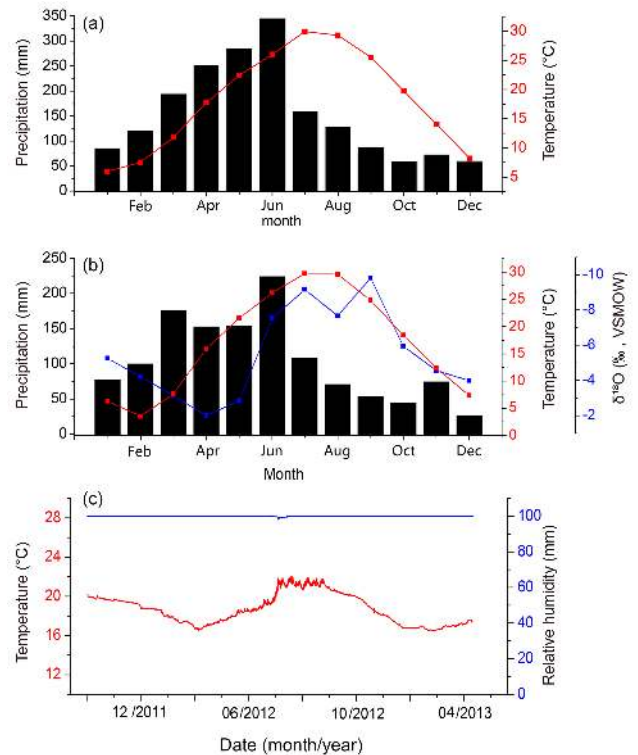 (a)
Precipitation (mm)
350
300
250
200
150
100
50
0
Feb
Apr
Jun
Aug
Oct
Dec
month
30
25
20
15
10
5
Temperature (°C)
(b)
Precipitation (mm)
250
200
150
100
50
0
Feb
Apr
Jun
Aug
Oct
Dec
Month
30
25
20
15
10
5
0
Temperature (°C)
-10
-8
-6
-4
-2
δ¹⁸O (‰, VSMOW)
(c)
Temperature (°C)
28
24
20
16
12
100
80
60
40
20
0
Relative humidity (mm)
12/2011
06/2012
10/2012
04/2013
Date (month/year)